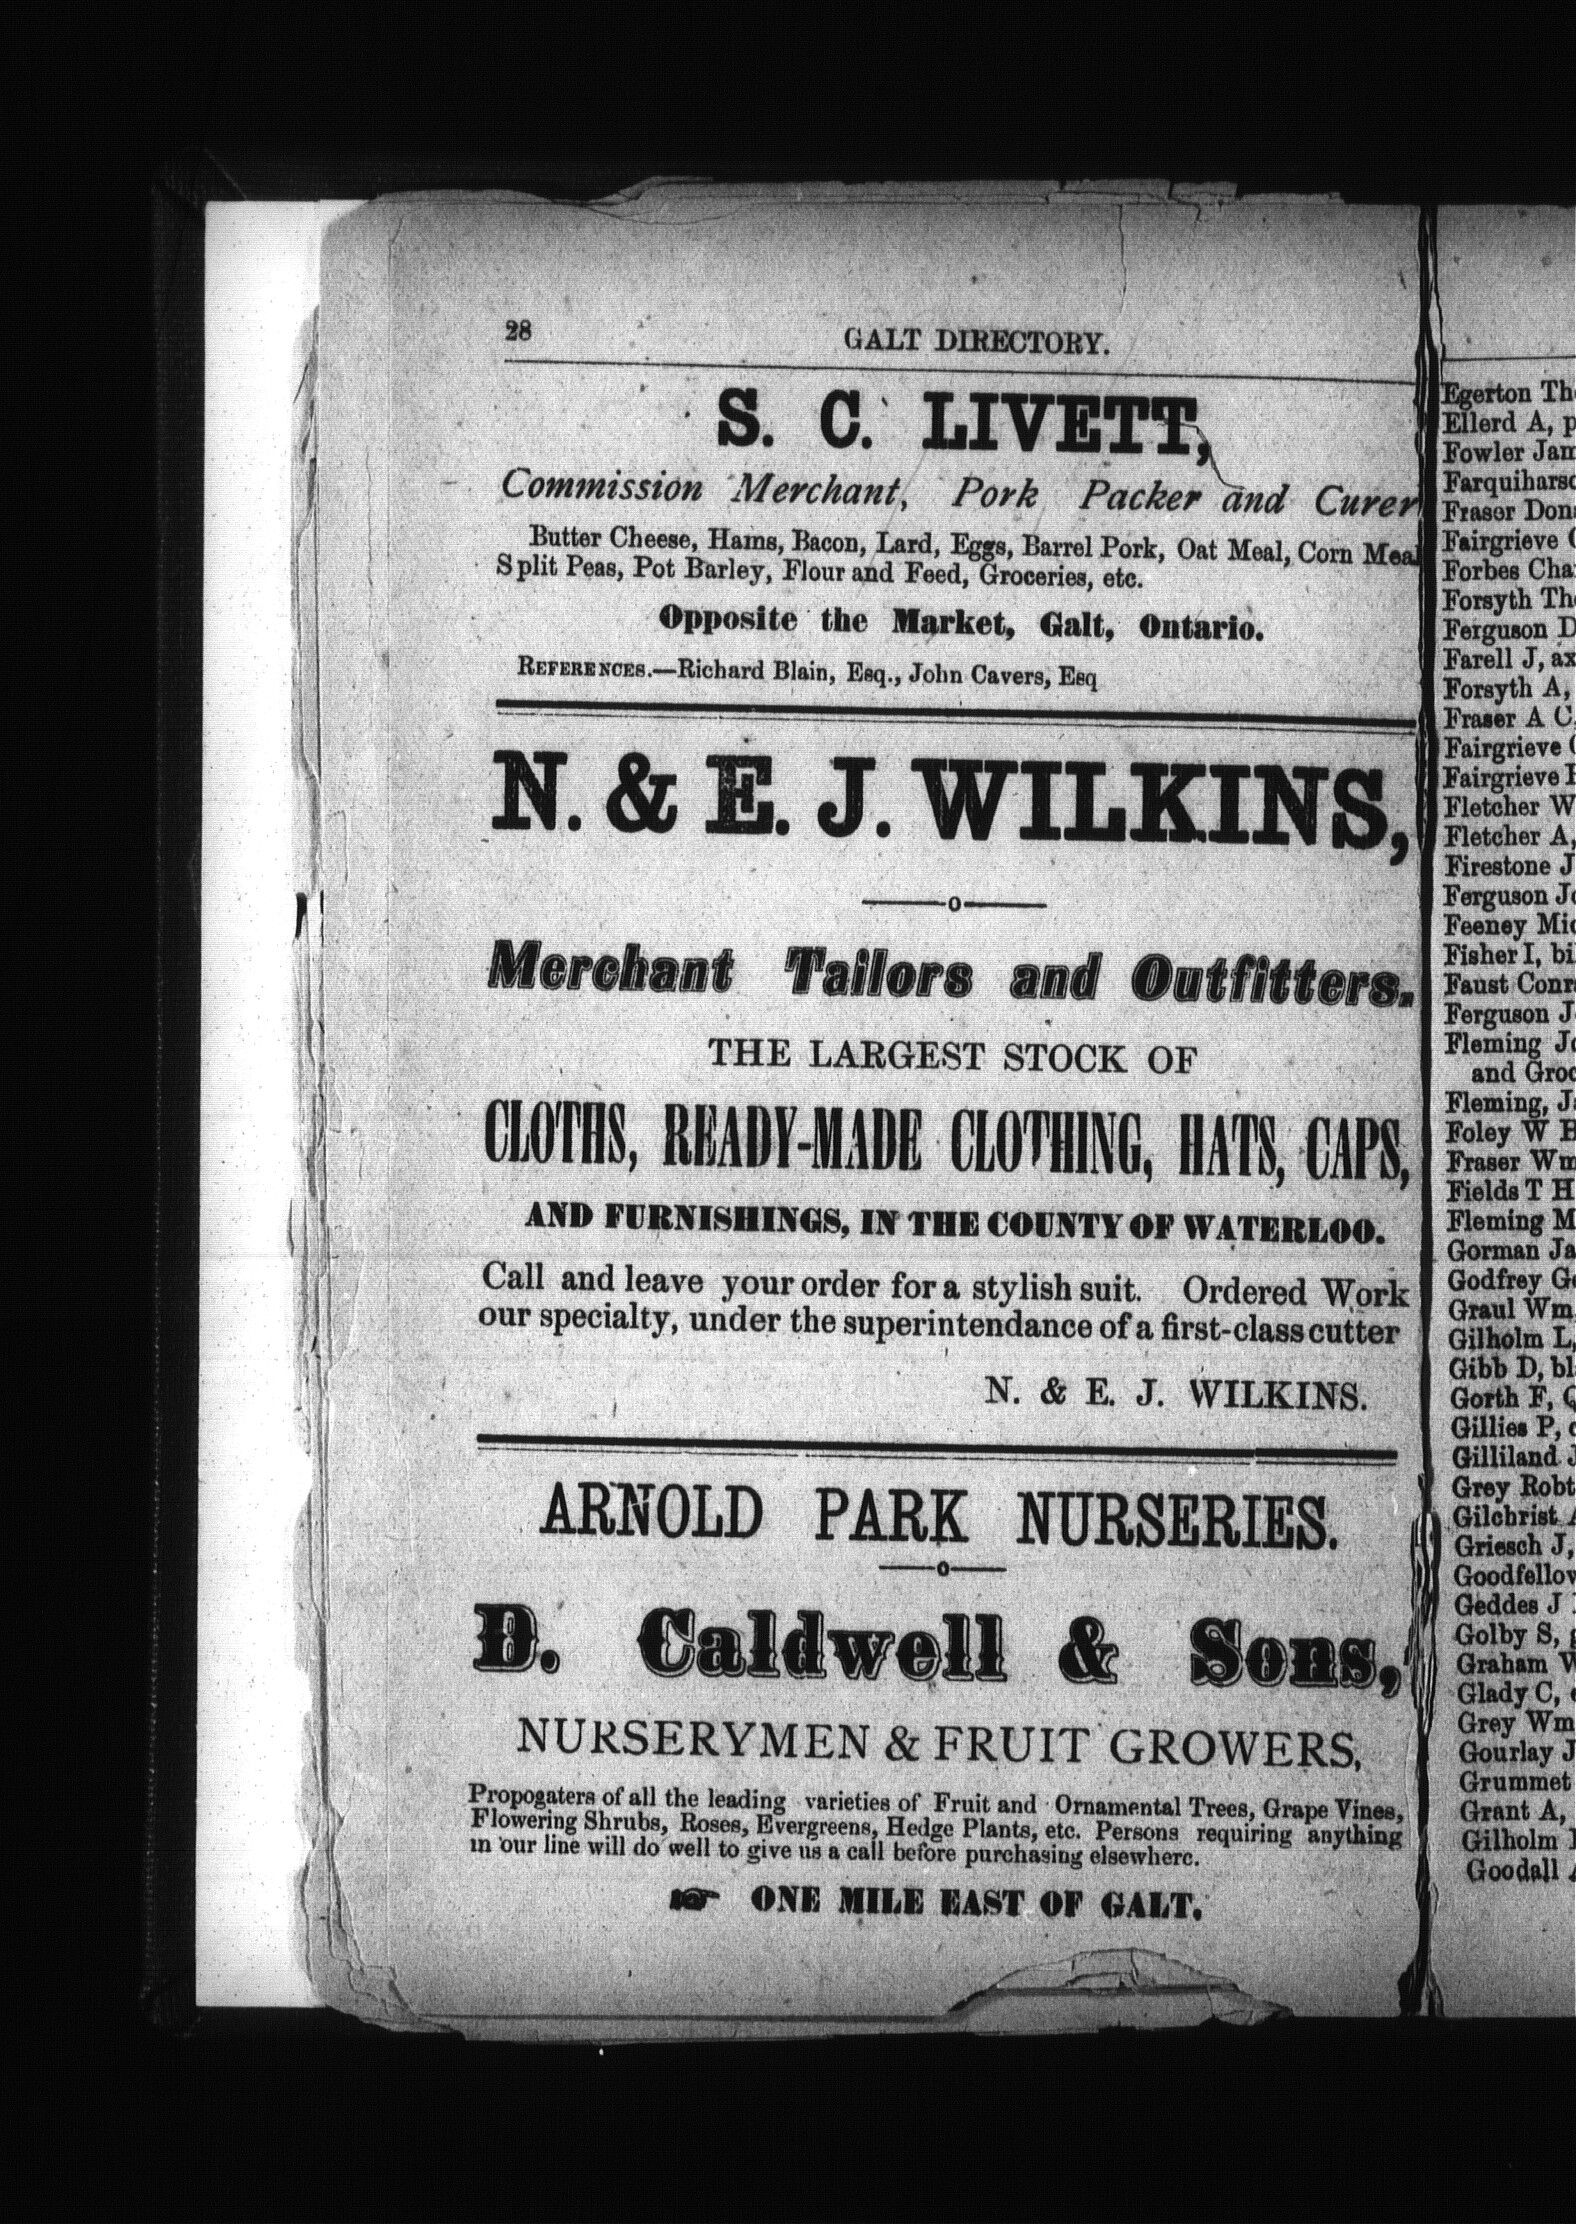 28 GALT DIRECTORY.
S. C. LIVETT,
Commission Merchant, Pork Packer and Curer
Butter Cheese, Hams, Bacon, Lard, Eggs, Barrel Pork, Oat Meal, Corn Meal
Split Peas, Pot Barley, Flour and Feed, Groceries, etc.
Opposite the Market, Galt, Ontario.
REFERENCES.—Richard Blain, Esq., John Cavers, Esq
N. & E. J. WILKINS,
Merchant Tailors and Outfitters.
THE LARGEST STOCK OF
CLOTHS, READY-MADE CLOTHING, HATS, CAPS,
AND FURNISHINGS, IN THE COUNTY OF WATERLOO.
Call and leave your order for a stylish suit. Ordered Work
our specialty, under the superintendance of a first-class cutter
N. & E. J. WILKINS.
ARNOLD PARK NURSERIES.
D. Caldwell & Sons,
NURSERYMEN & FRUIT GROWERS,
Propogaters of all the leading varieties of Fruit and Ornamental Trees, Grape Vines,
Flowering Shrubs, Roses, Evergreens, Hedge Plants, etc. Persons requiring anything
in our line will do well to give us a call before purchasing elsewhere.
☞ ONE MILE EAST OF GALT.
Egerton
Ellerd A,
Fowler
Fraser
Fairgrieve
Forbes
Forsyth
Ferguson
Farell J,
Forsyth A,
Fraser A C,
Fairgrieve
Fairgrieve
Fletcher W
Fletcher A,
Firestone J
Ferguson
Feeney
Fisher I,
Faust
Ferguson
Fleming
and
Fleming,
Foley W
Fraser Wm
Fields T H
Fleming
Gorman
Godfrey
Graul Wm,
Gilholm L,
Gibb D,
Gorth F,
Gillies P,
Gilliland
Grey Robt
Gilchrist
Griesch J,
Geddes J
Golby S,
Graham
Glady C,
Grey Wm
Gourlay
Grummet
Grant A,
Gilholm
Goodall